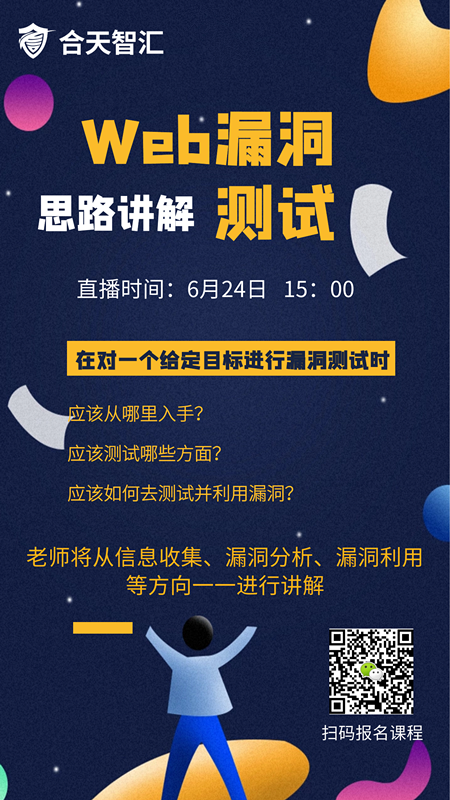 合天智汇
Web漏洞
思路讲解 测试
直播时间：6月24日 15：00
在对一个给定目标进行漏洞测试时
应该从哪里入手？
应该测试哪些方面？
应该如何去测试并利用漏洞？
老师将从信息收集、漏洞分析、漏洞利用
等方向一一进行讲解
扫码报名课程